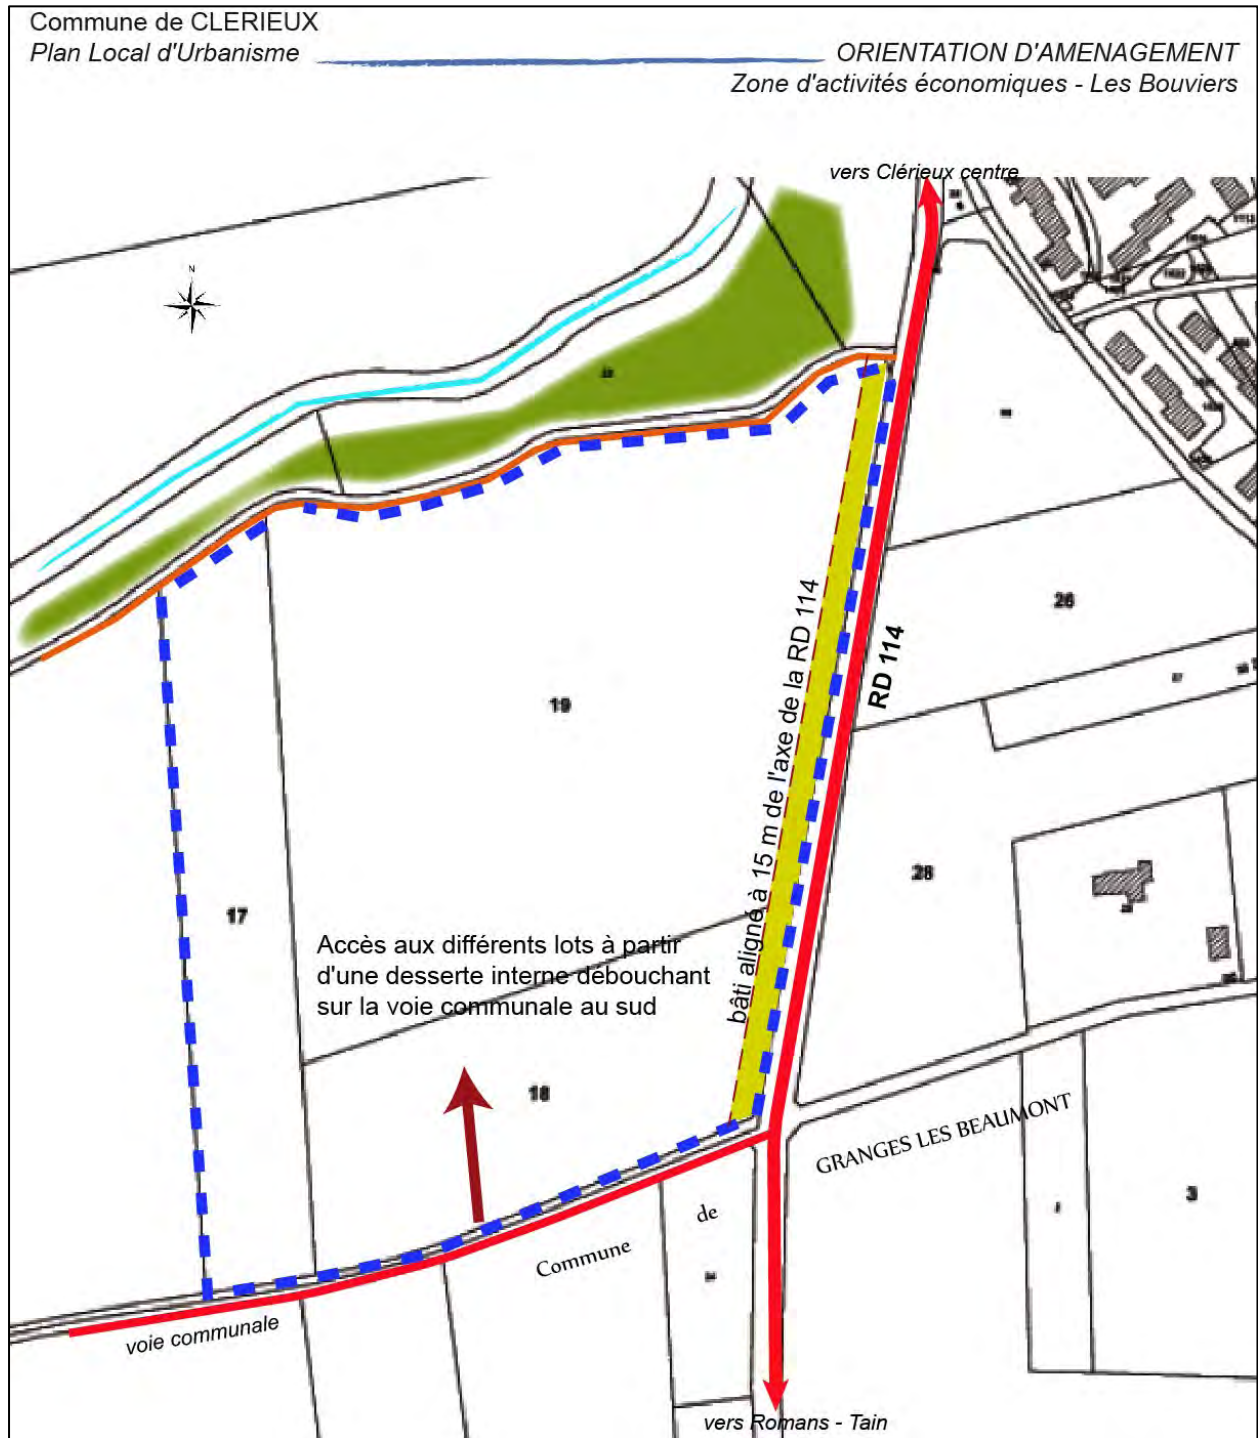 Commune de CLERIEUX
Plan Local d'Urbanisme
ORIENTATION D'AMENAGEMENT
Zone d'activités économiques - Les Bouviers
vers Clérieux centre
N
26
19
RD 114
bâti aligné à 15 m de l'axe de la RD 114
28
17
Accès aux différents lots à partir
d'une desserte interne débouchant
sur la voie communale au sud
18
GRANGES LES BEAUMONT
3
de
Commune
voie communale
vers Romans - Tain